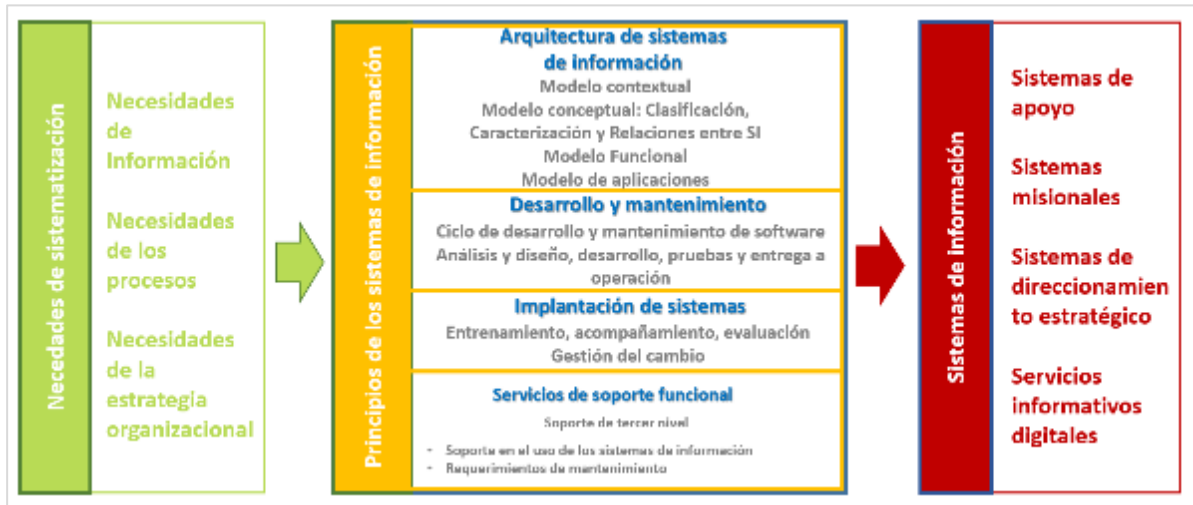 Necedades de sistematización
Necesidades
de
Información
Necesidades
de los
procesos
Necesidades
de la
estrategia
organizacional
Principios de los sistemas de información
Arquitectura de sistemas
de información
Modelo contextual
Modelo conceptual: Clasificación,
Caracterización y Relaciones entre SI
Modelo Funcional
Modelo de aplicaciones
Desarrollo y mantenimiento
Ciclo de desarrollo y mantenimiento de software
Análisis y diseño, desarrollo, pruebas y entrega a
operación
Implantación de sistemas
Entrenamiento, acompañamiento, evaluación
Gestión del cambio
Servicios de soporte funcional
Soporte de tercer nivel
- Soporte en el uso de los sistemas de información
- Requerimientos de mantenimiento
Sistemas de información
Sistemas de
apoyo
Sistemas
misionales
Sistemas de
direccionamien
to estratégico
Servicios
informativos
digitales